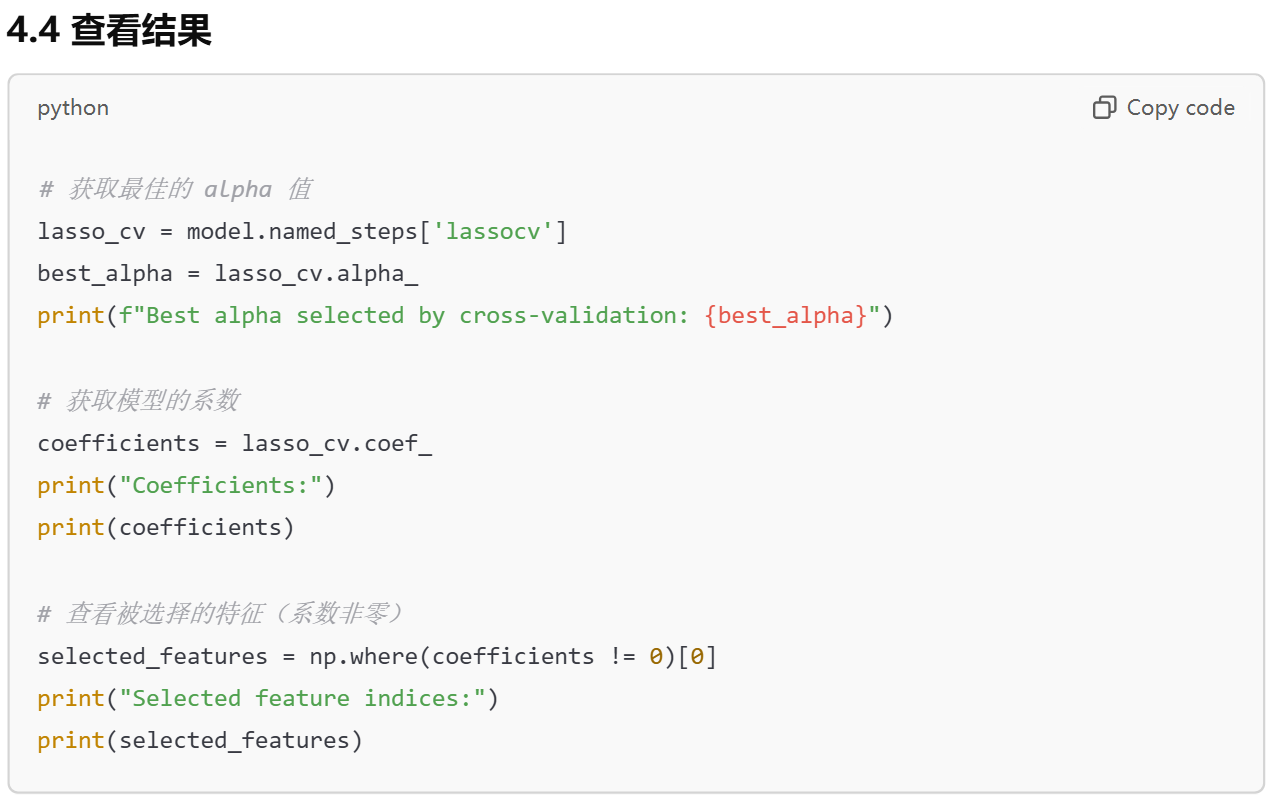 4.4 查看结果
python
Copy code
# 获取最佳的 alpha 值
lasso_cv = model.named_steps['lassocv']
best_alpha = lasso_cv.alpha_
print(f"Best alpha selected by cross-validation: {best_alpha}")
# 获取模型的系数
coefficients = lasso_cv.coef_
print("Coefficients:")
print(coefficients)
# 查看被选择的特征（系数非零）
selected_features = np.where(coefficients != 0)[0]
print("Selected feature indices:")
print(selected_features)